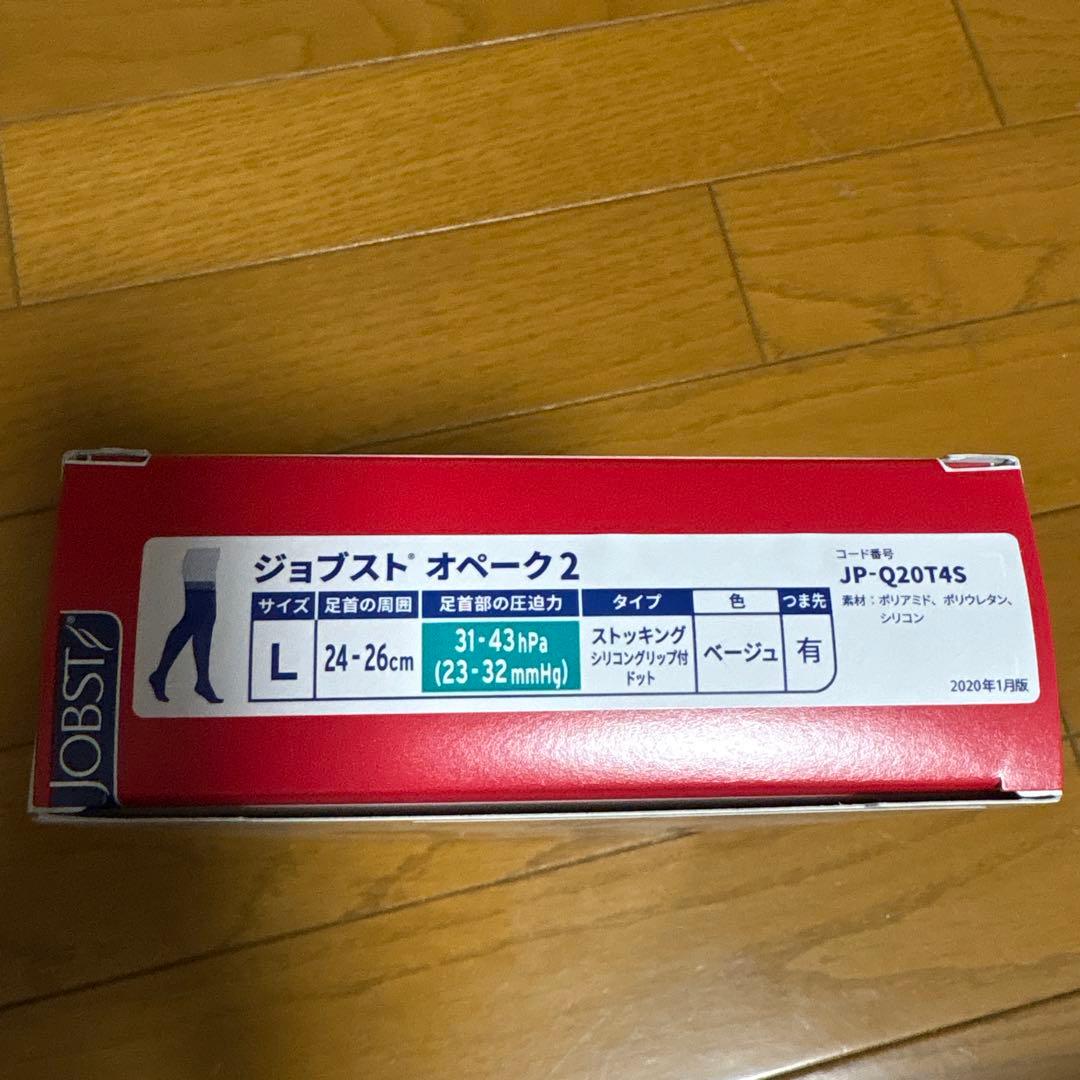 ジョブスト® オペーク2
コード番号
JP-Q20T4S
素材：ポリアミド、ポリウレタン、
シリコン
サイズ 足首の周囲 足首部の圧迫力 タイプ 色 つま先
L 24-26cm 31-43hPa (23-32mmHg) ストッキング シリコングリップ付 ドット ベージュ 有
2020年1月版
JOBST®